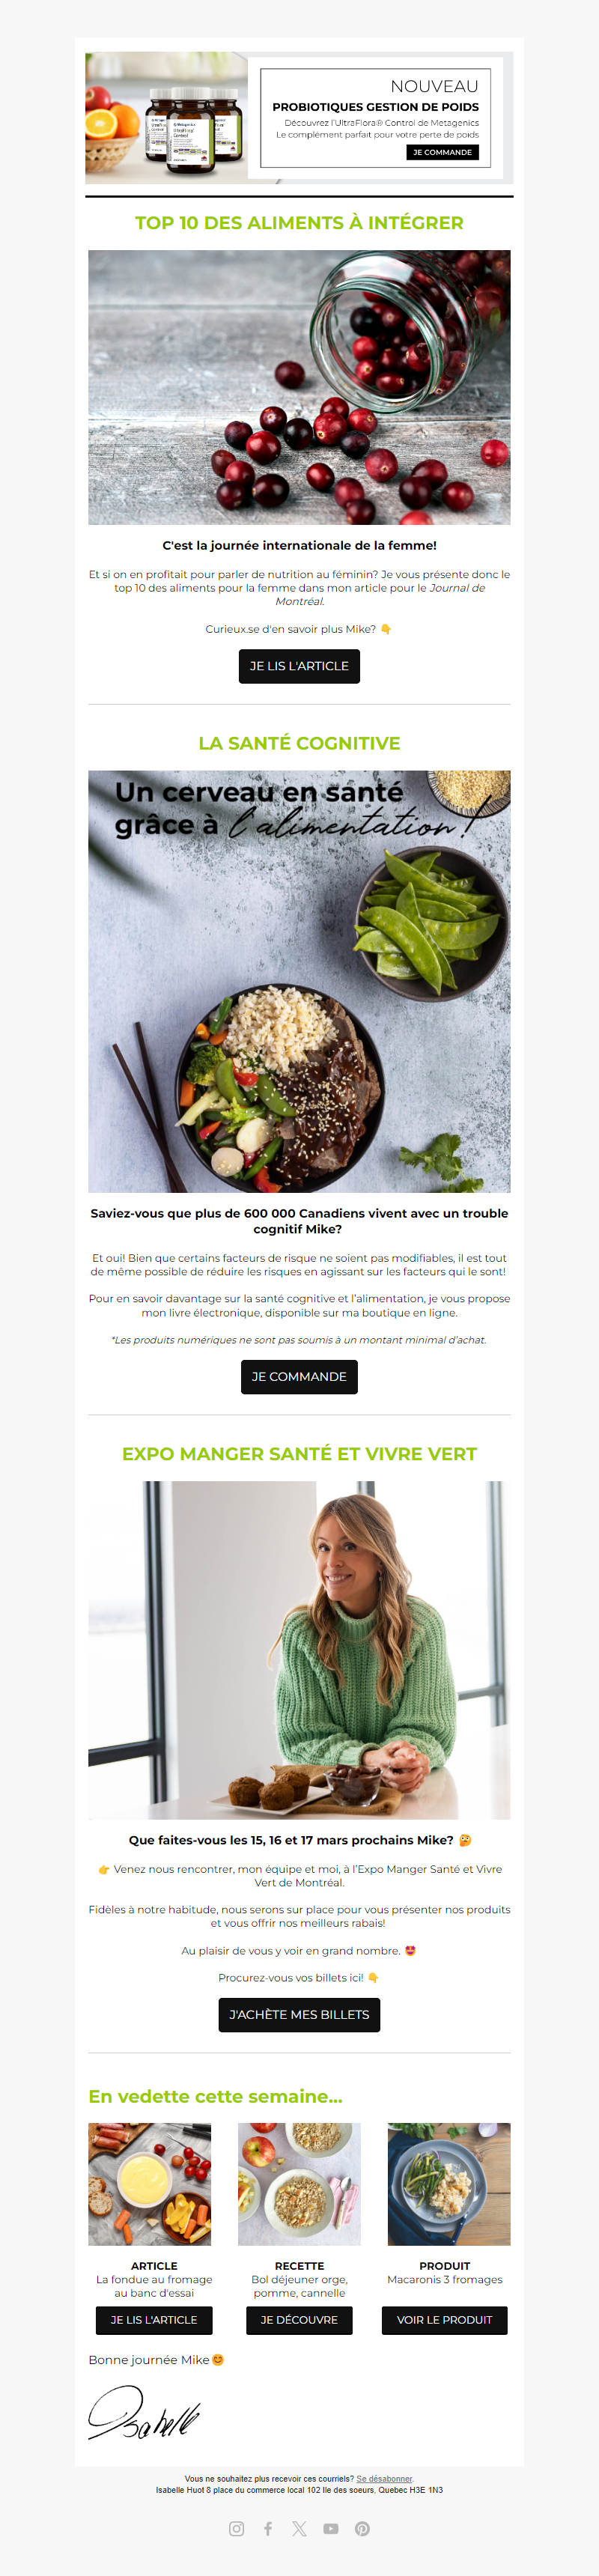 NOUVEAU
PROBIOTIQUES GESTION DE POIDS
Découvrez l'UltraFlora® Control de Metagenics
Le complément parfait pour votre perte de poids
JE COMMANDE
Metagenics
UltraFlora
Control
TOP 10 DES ALIMENTS À INTÉGRER
C'est la journée internationale de la femme!
Et si on en profitait pour parler de nutrition au féminin? Je vous présente donc le
top 10 des aliments pour la femme dans mon article pour le Journal de
Montréal.
Curieux.se d'en savoir plus Mike? 👇
JE LIS L'ARTICLE
LA SANTÉ COGNITIVE
Un cerveau en santé
grâce à l'alimentation !
Saviez-vous que plus de 600 000 Canadiens vivent avec un trouble
cognitif Mike?
Et oui! Bien que certains facteurs de risque ne soient pas modifiables, il est tout
de même possible de réduire les risques en agissant sur les facteurs qui le sont!
Pour en savoir davantage sur la santé cognitive et l'alimentation, je vous propose
mon livre électronique, disponible sur ma boutique en ligne.
*Les produits numériques ne sont pas soumis à un montant minimal d'achat.
JE COMMANDE
EXPO MANGER SANTÉ ET VIVRE VERT
Que faites-vous les 15, 16 et 17 mars prochains Mike? 🤔
👉 Venez nous rencontrer, mon équipe et moi, à l'Expo Manger Santé et Vivre
Vert de Montréal.
Fidèles à notre habitude, nous serons sur place pour vous présenter nos produits
et vous offrir nos meilleurs rabais!
Au plaisir de vous y voir en grand nombre. 🤩
Procurez-vous vos billets ici! 👇
J'ACHÈTE MES BILLETS
En vedette cette semaine...
ARTICLE
La fondue au fromage
au banc d'essai
JE LIS L'ARTICLE
RECETTE
Bol déjeuner orge,
pomme, cannelle
JE DÉCOUVRE
PRODUIT
Macaronis 3 fromages
VOIR LE PRODUIT
Bonne journée Mike😊
Isabelle
Vous ne souhaitez plus recevoir ces courriels? Se désabonner.
Isabelle Huot 8 place du commerce local 102 Ile des soeurs, Quebec H3E 1N3